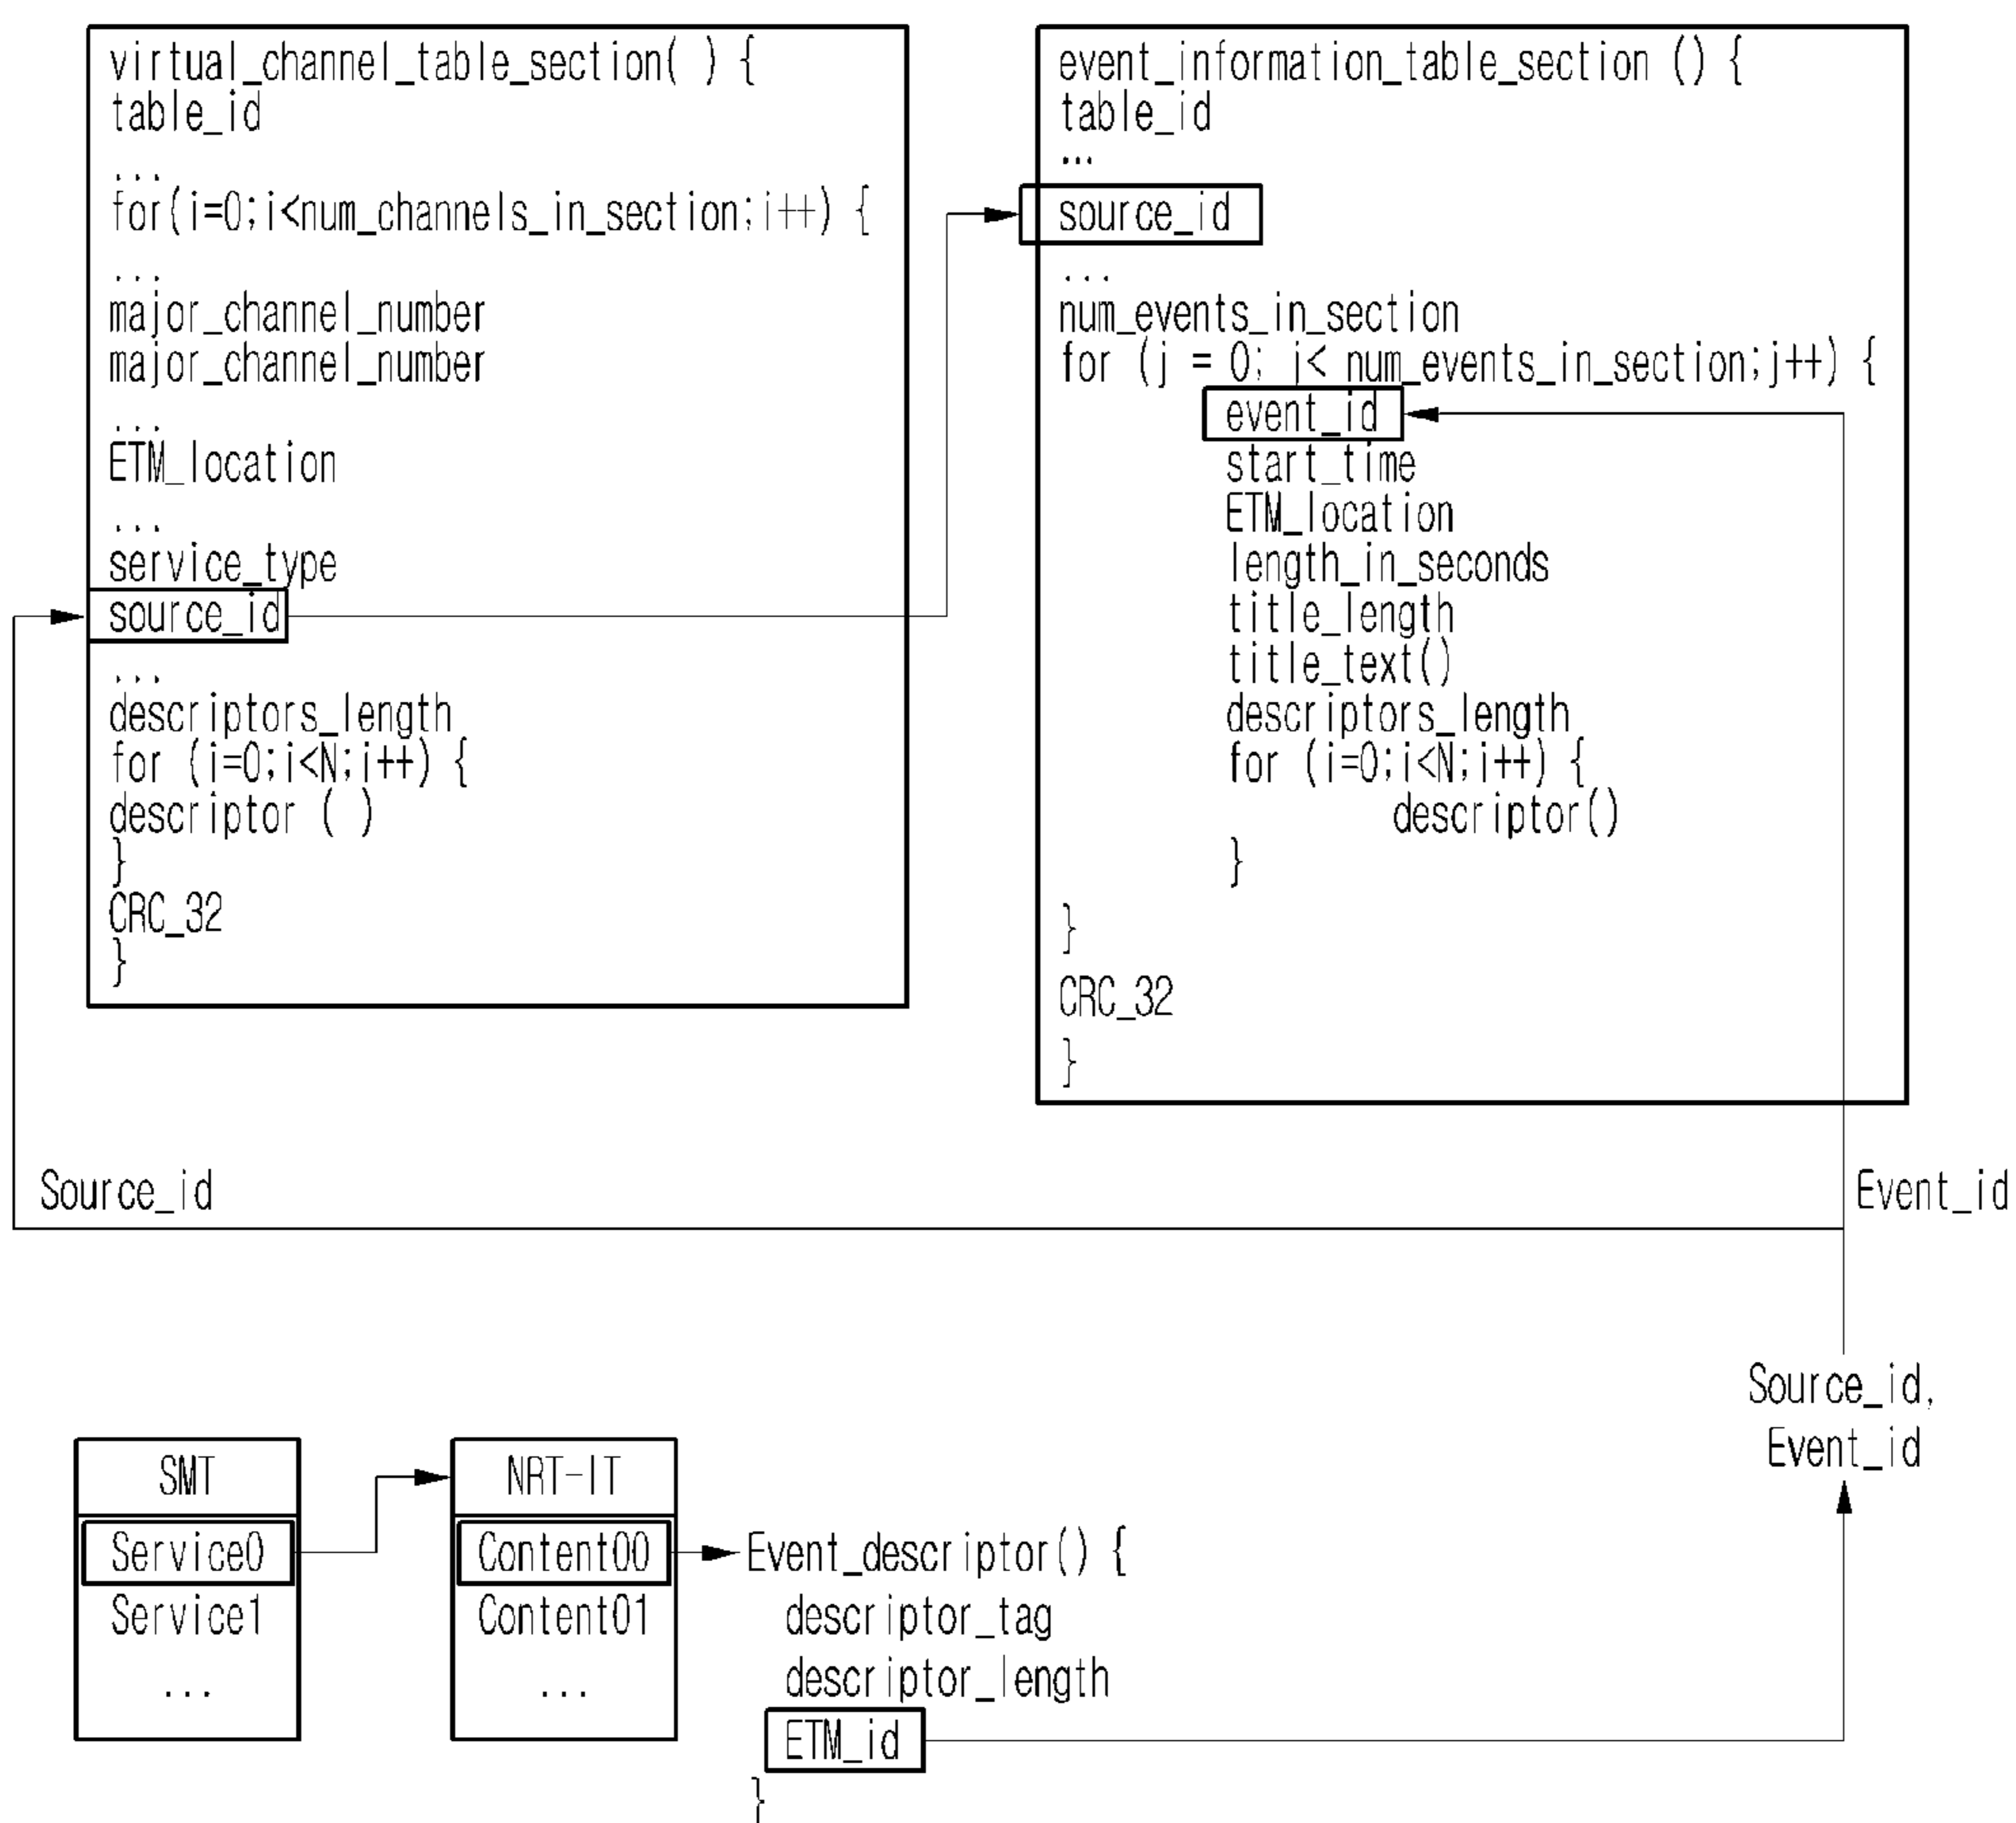 virtual_channel_table_section( ) {
table_id
...
for(i=0;i<num_channels_in_section;i++) {
...
major_channel_number
major_channel_number
...
ETM_location
...
service_type
source_id
...
descriptors_length
for (i=0;i<N;i++) {
descriptor ( )
}
CRC_32
}
event_information_table_section () {
table_id
...
source_id
...
num_events_in_section
for (j = 0; j< num_events_in_section;j++) {
event_id
start_time
ETM_location
length_in_seconds
title_length
title_text()
descriptors_length
for (i=0;i<N;i++) {
descriptor()
}
}
CRC_32
}
Source_id
Event_id
Source_id,
Event_id
SMT
Service0
Service1
...
NRT-IT
Content00
Content01
...
Event_descriptor() {
descriptor_tag
descriptor_length
ETM_id
}